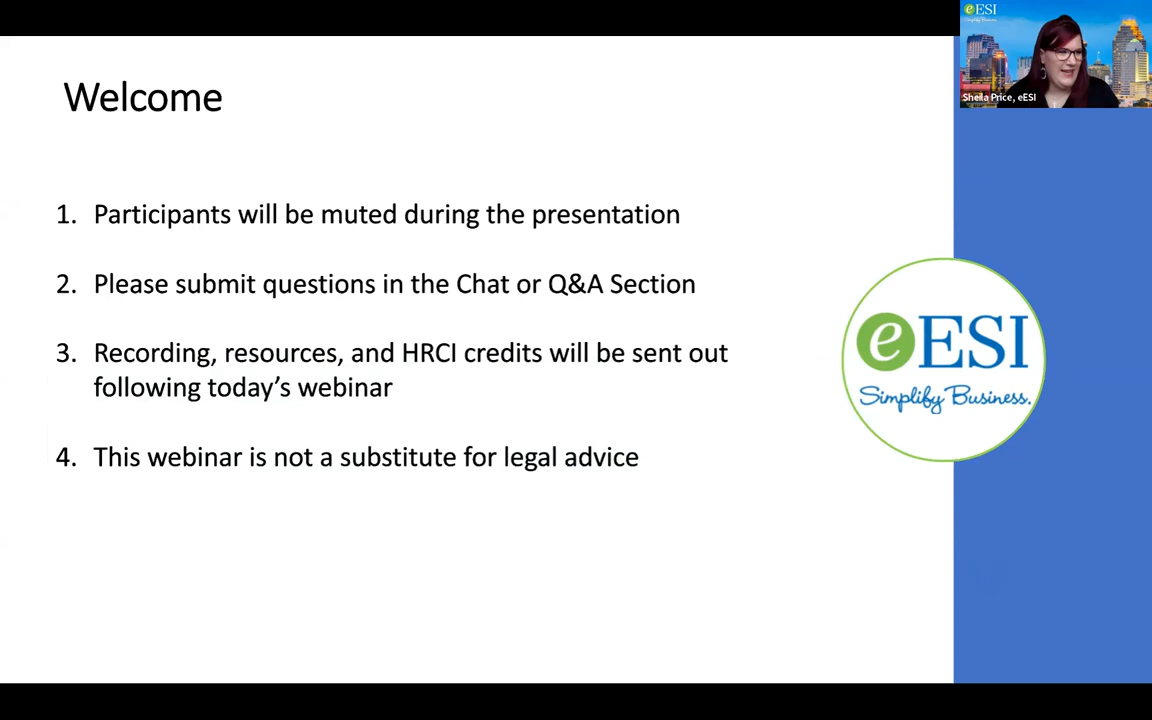 eESI
Simplify Business.
Sheila Price, eESI
Welcome
1. Participants will be muted during the presentation
2. Please submit questions in the Chat or Q&A Section
3. Recording, resources, and HRCI credits will be sent out
following today’s webinar
4. This webinar is not a substitute for legal advice
eESI
Simplify Business.